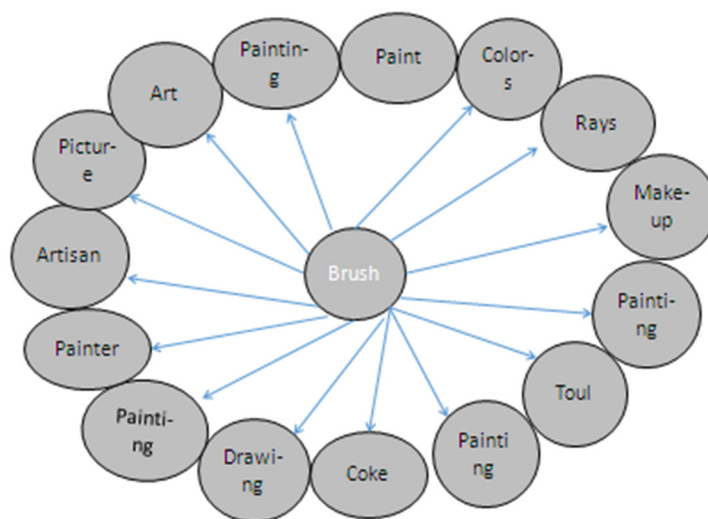 Paintin-
g
Paint
Color-
s
Art
Rays
Pictur-
e
Make-
up
Artisan
Brush
Painti-
ng
Painter
Toul
Painti-
ng
Drawi-
ng
Coke
Painti
ng